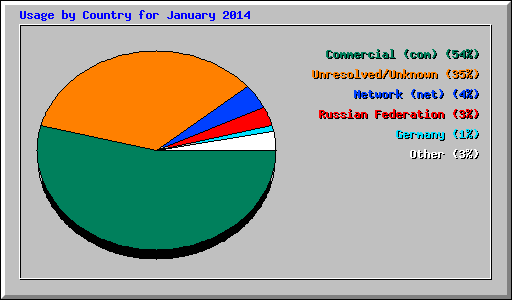 Usage by Country for January 2014
Commercial (com) (54%)
Unresolved/Unknown (35%)
Network (net) (4%)
Russian Federation (3%)
Germany (1%)
Other (3%)